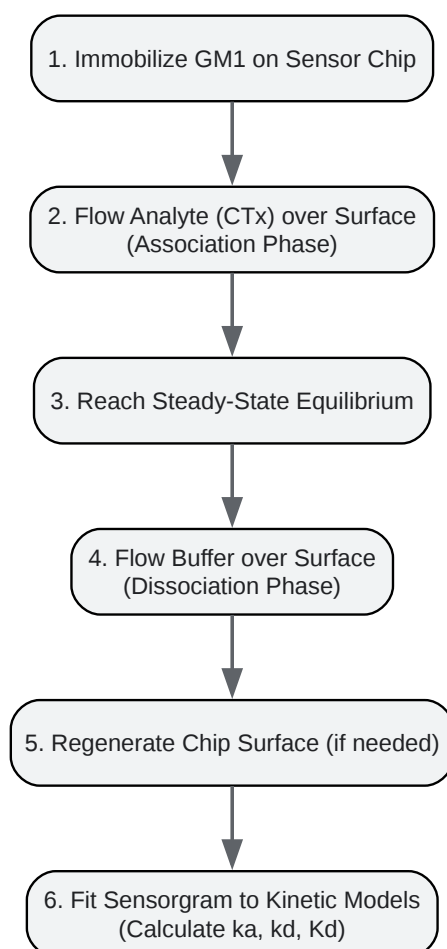 1. Immobilize GM1 on Sensor Chip
2. Flow Analyte (CTx) over Surface
(Association Phase)
3. Reach Steady-State Equilibrium
4. Flow Buffer over Surface
(Dissociation Phase)
5. Regenerate Chip Surface (if needed)
6. Fit Sensorgram to Kinetic Models
(Calculate ka, kd, Kd)